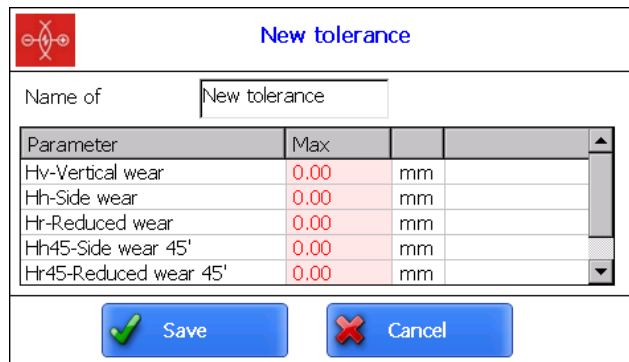 New tolerance
Name of New tolerance
Parameter Max
Hv-Vertical wear 0.00 mm
Hh-Side wear 0.00 mm
Hr-Reduced wear 0.00 mm
Hh45-Side wear 45' 0.00 mm
Hr45-Reduced wear 45' 0.00 mm
Save Cancel